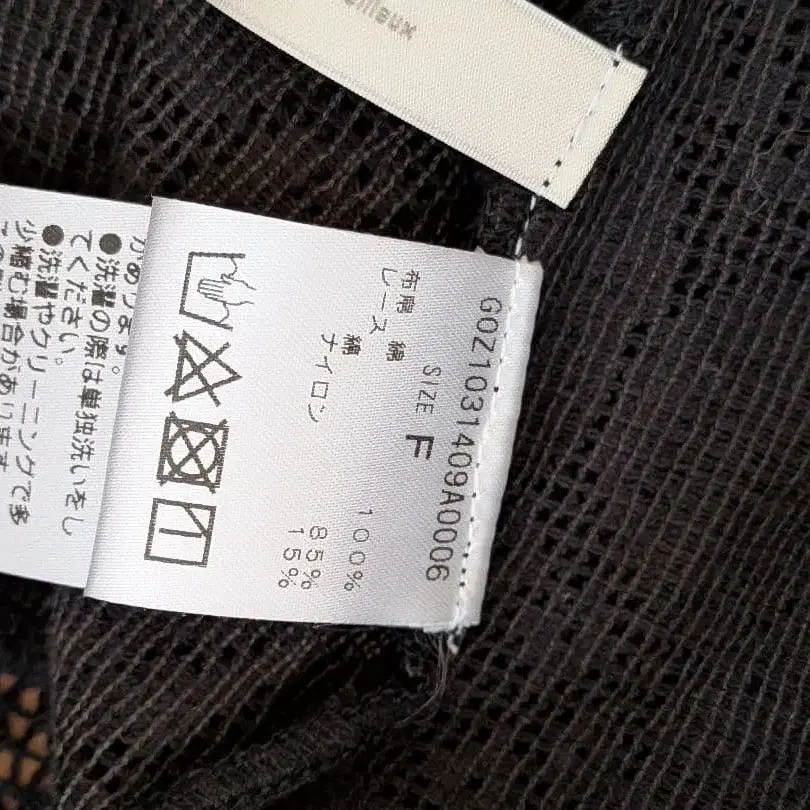 G0Z1031409A0006
SIZE F
布帛 綿 100%
レース 綿 85%
ナイロン 15%
●洗濯の際は単独洗いをし
てください。
●洗濯やクリーニングで多
少縮む場合があります